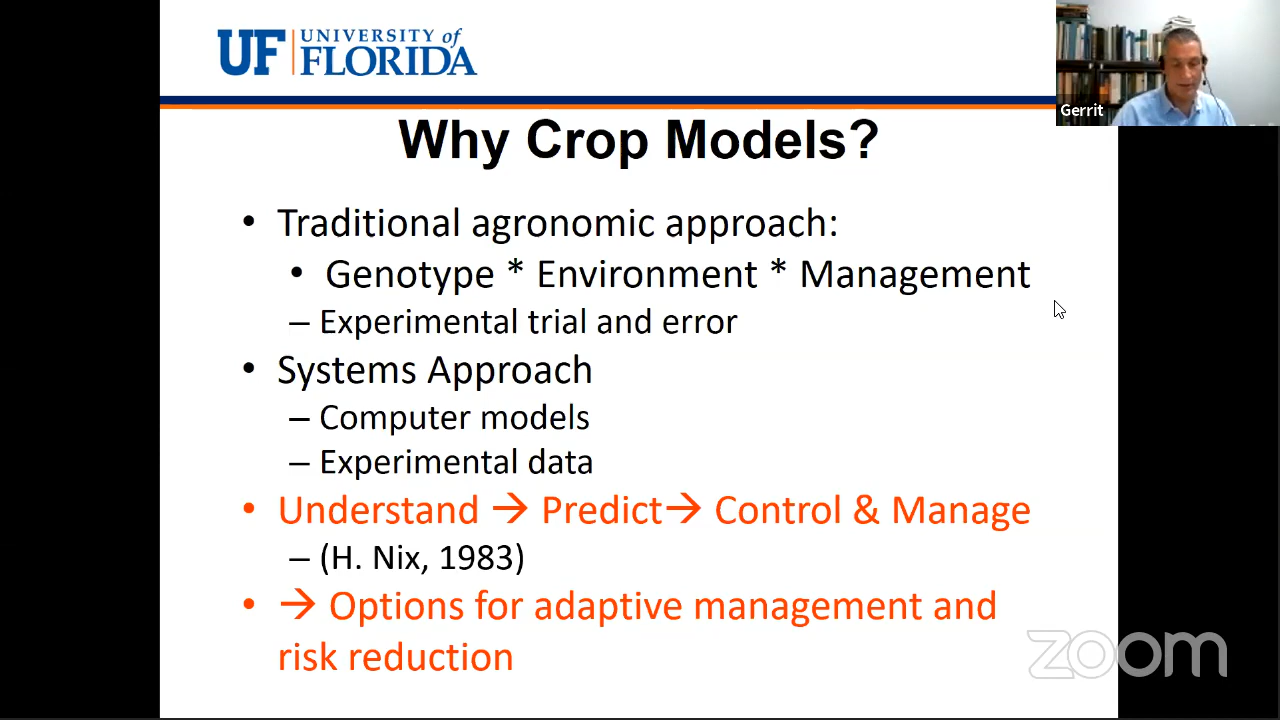 UF UNIVERSITY of
FLORIDA
Gerrit
Why Crop Models?
• Traditional agronomic approach:
• Genotype * Environment * Management
– Experimental trial and error
• Systems Approach
– Computer models
– Experimental data
• Understand → Predict→ Control & Manage
– (H. Nix, 1983)
• → Options for adaptive management and
risk reduction
zoom